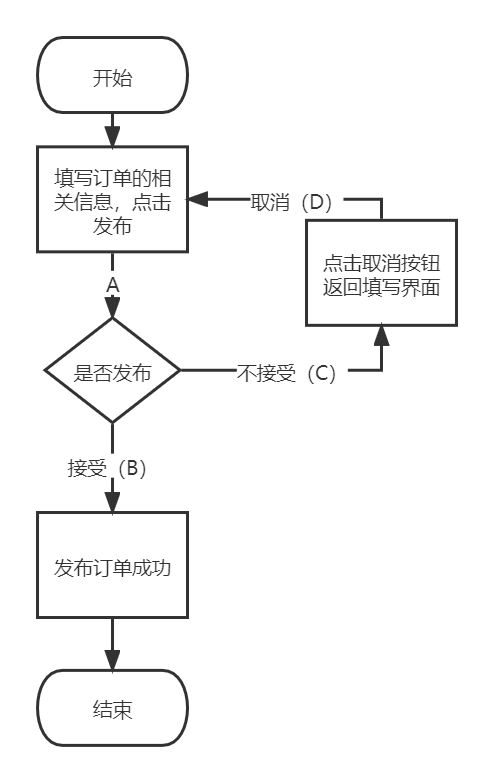 开始
填写订单的相
关信息，点击
发布
取消（D）
点击取消按钮
返回填写界面
A
是否发布
不接受（C）
接受（B）
发布订单成功
结束